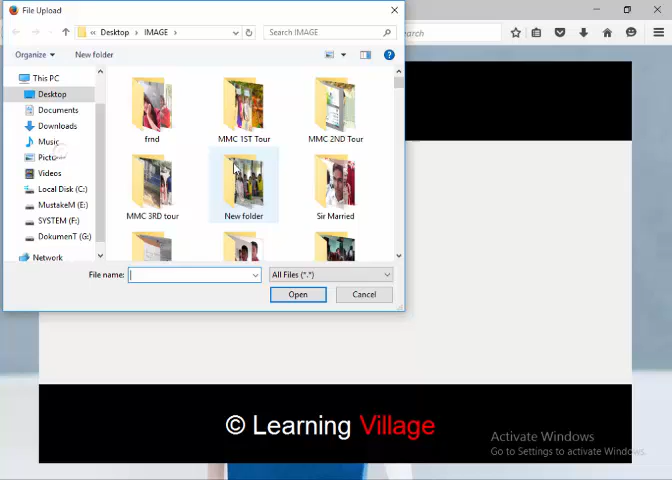 File Upload
« Desktop > IMAGE >
Search IMAGE
search
Organize
New folder
This PC
Desktop
Documents
Downloads
Music
Videos
Local Disk (C:)
MustakeM (E:)
SYSTEM (F:)
DokumenT (G:)
Network
frnd
MMC 1ST Tour
MMC 2ND Tour
MMC 3RD tour
New folder
Sir Married
File name:
All Files (*.*)
Open
Cancel
© Learning Village
Activate Windows
Go to Settings to activate Windows.